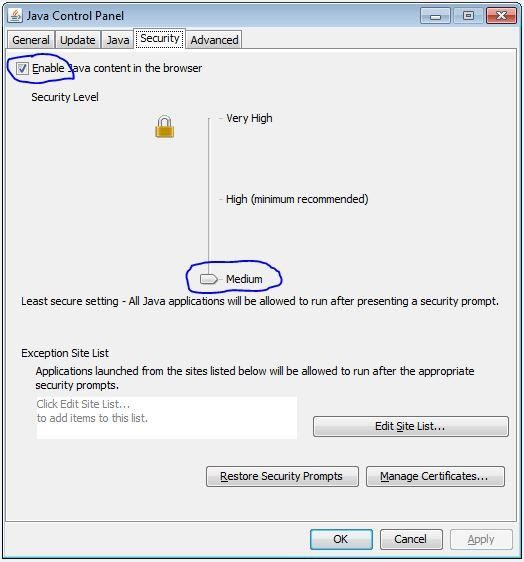 Java Control Panel
General Update Java Security Advanced
Enable Java content in the browser
Security Level
Very High
High (minimum recommended)
Medium
Least secure setting - All Java applications will be allowed to run after presenting a security prompt.
Exception Site List
Applications launched from the sites listed below will be allowed to run after the appropriate
security prompts.
Click Edit Site List...
to add items to this list.
Edit Site List...
Restore Security Prompts Manage Certificates...
OK Cancel Apply